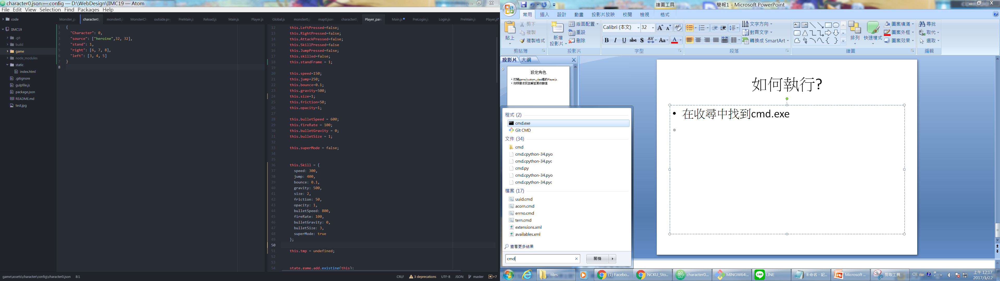 character0.json — config — D:\WebDesign\IIMC19 — Atom
File Edit View Selection Find Packages Help
code
IIMC19
.git
build
game
node_modules
static
index.html
.gitignore
gulpfile.js
package.json
README.md
test.jpg
Monster_p character0. monster0.j MonsterCh outside.pn PreMain.js Reload.js Main.js Player.js Global.js monster0.j map0.json character0. Player_pare Main.js PreLogin.js Login.js PreMain.js Player.js
1 {
2 "Character": 0,
3 "source": ["heroine",32, 32],
4 "stand": 1,
5 "right": [6, 7, 8],
6 "left": [3, 4, 5]
7 }
8
12 this.LeftPressed=false;
13 this.RightPressed=false;
14 this.AttackPressed=false;
15 this.SkillPressed=false
16 this.JumpPressed=false;
17 this.skilled=false;
18 this.standFrame = 1;
19
20 this.speed=150;
21 this.jump=250;
22 this.bounce=0.1;
23 this.gravity=500;
24 this.size=1;
25 this.friction=50;
26 this.opacity=1;
27
28 this.bulletSpeed = 600;
29 this.fireRate = 100;
30 this.bulletGravity = 0;
31 this.bulletSize = 1;
32
33 this.superMode = false;
34
35
36 this.Skill = {
37 speed: 300,
38 jump: 400,
39 bounce: 0.1,
40 gravity: 500,
41 size: 2,
42 friction: 50,
43 opacity: 1,
44 bulletSpeed: 800,
45 fireRate: 100,
46 bulletGravity: 0,
47 bulletSize: 3,
48 superMode: true
49 };
50
51 this.tmp = undefined;
52
53
54 state.game.add.existing(this);
game\assets\character\config\character0.json 8:1
CRLF 3 deprecations UTF-8 JSON master +7
繪圖工具 簡報1 - Microsoft PowerPoint
常用 插入 設計 動畫 投影片放映 校閱 檢視 格式
貼上 剪下 複製 複製格式
剪貼簿
新增投影片 版面配置 重設 刪除
投影片
Calibri (本文) 32
B I U abc S AV Aa A
字型
文字方向
對齊文字
轉換成 SmartArt
段落
排列 快速樣式
圖案填滿
圖案外框
圖案效果
繪圖
尋找
取代
選取
編輯
投影片 大綱
9
設定角色
• 打開game/custom_class裡的Player.js
• 依照需求反註解並更改數值
如何執行?
• 在收尋中找到cmd.exe
程式 (2)
cmd.exe
Git CMD
文件 (34)
cmd
cmd.cpython-34.pyo
cmd.cpython-34.pyc
cmd.py
cmd.cpython-34.pyo
cmd.cpython-34.pyc
檔案 (17)
uuid.cmd
acorn.cmd
errno.cmd
tern.cmd
extensions.xml
availables.xml
查看更多結果
cmd
關機
tiles
(1) Facebo...
NCKU_Sto...
character0....
MINGW64:...
LINE
未命名 - 記...
Microsoft ...
剪取工具
CH
上午 12:17
2017/1/22